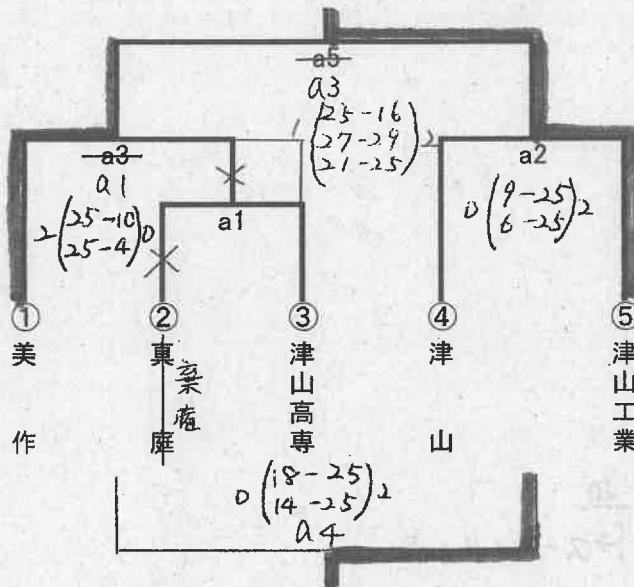 a5
a3
1 ( 25-16
27-29
21-25 ) 2
a3
a1
2 ( 25-10
25-4 ) 0
a1
a2
0 ( 9-25
6-25 ) 2
① ② ③ ④ ⑤
美作
真庭
棄権
津山高専
津山
津山工業
0 ( 18-25
14-25 ) 2
a4